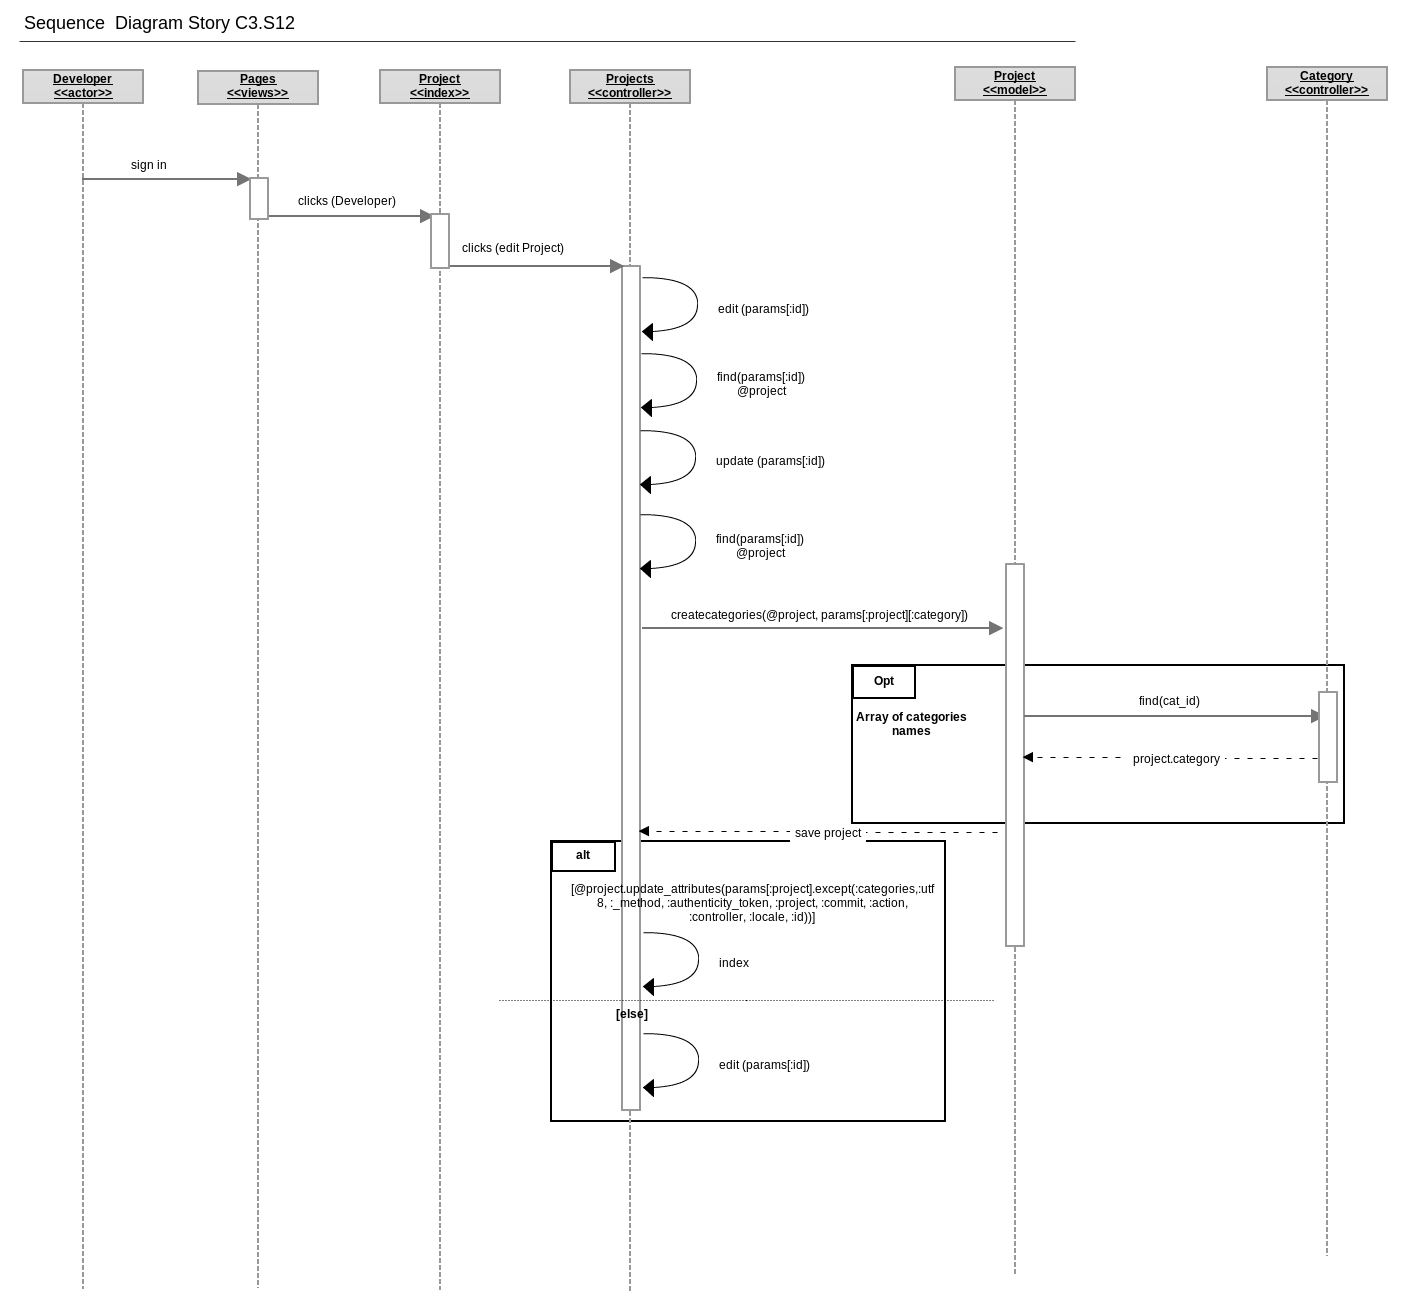 Sequence  Diagram Story C3.S12
Developer
<<actor>>
Pages
<<views>>
Project
<<index>>
Projects
<<controller>>
Project
<<model>>
Category
<<controller>>
sign in
clicks (Developer)
clicks (edit Project)
edit (params[:id])
find(params[:id])
@project
update (params[:id])
find(params[:id])
@project
createcategories(@project, params[:project][:category])
Opt
Array of categories
names
find(cat_id)
project.category
save project
alt
[@project.update_attributes(params[:project].except(:categories,:utf
8, :_method, :authenticity_token, :project, :commit, :action,
:controller, :locale, :id))]
index
[else]
edit (params[:id])